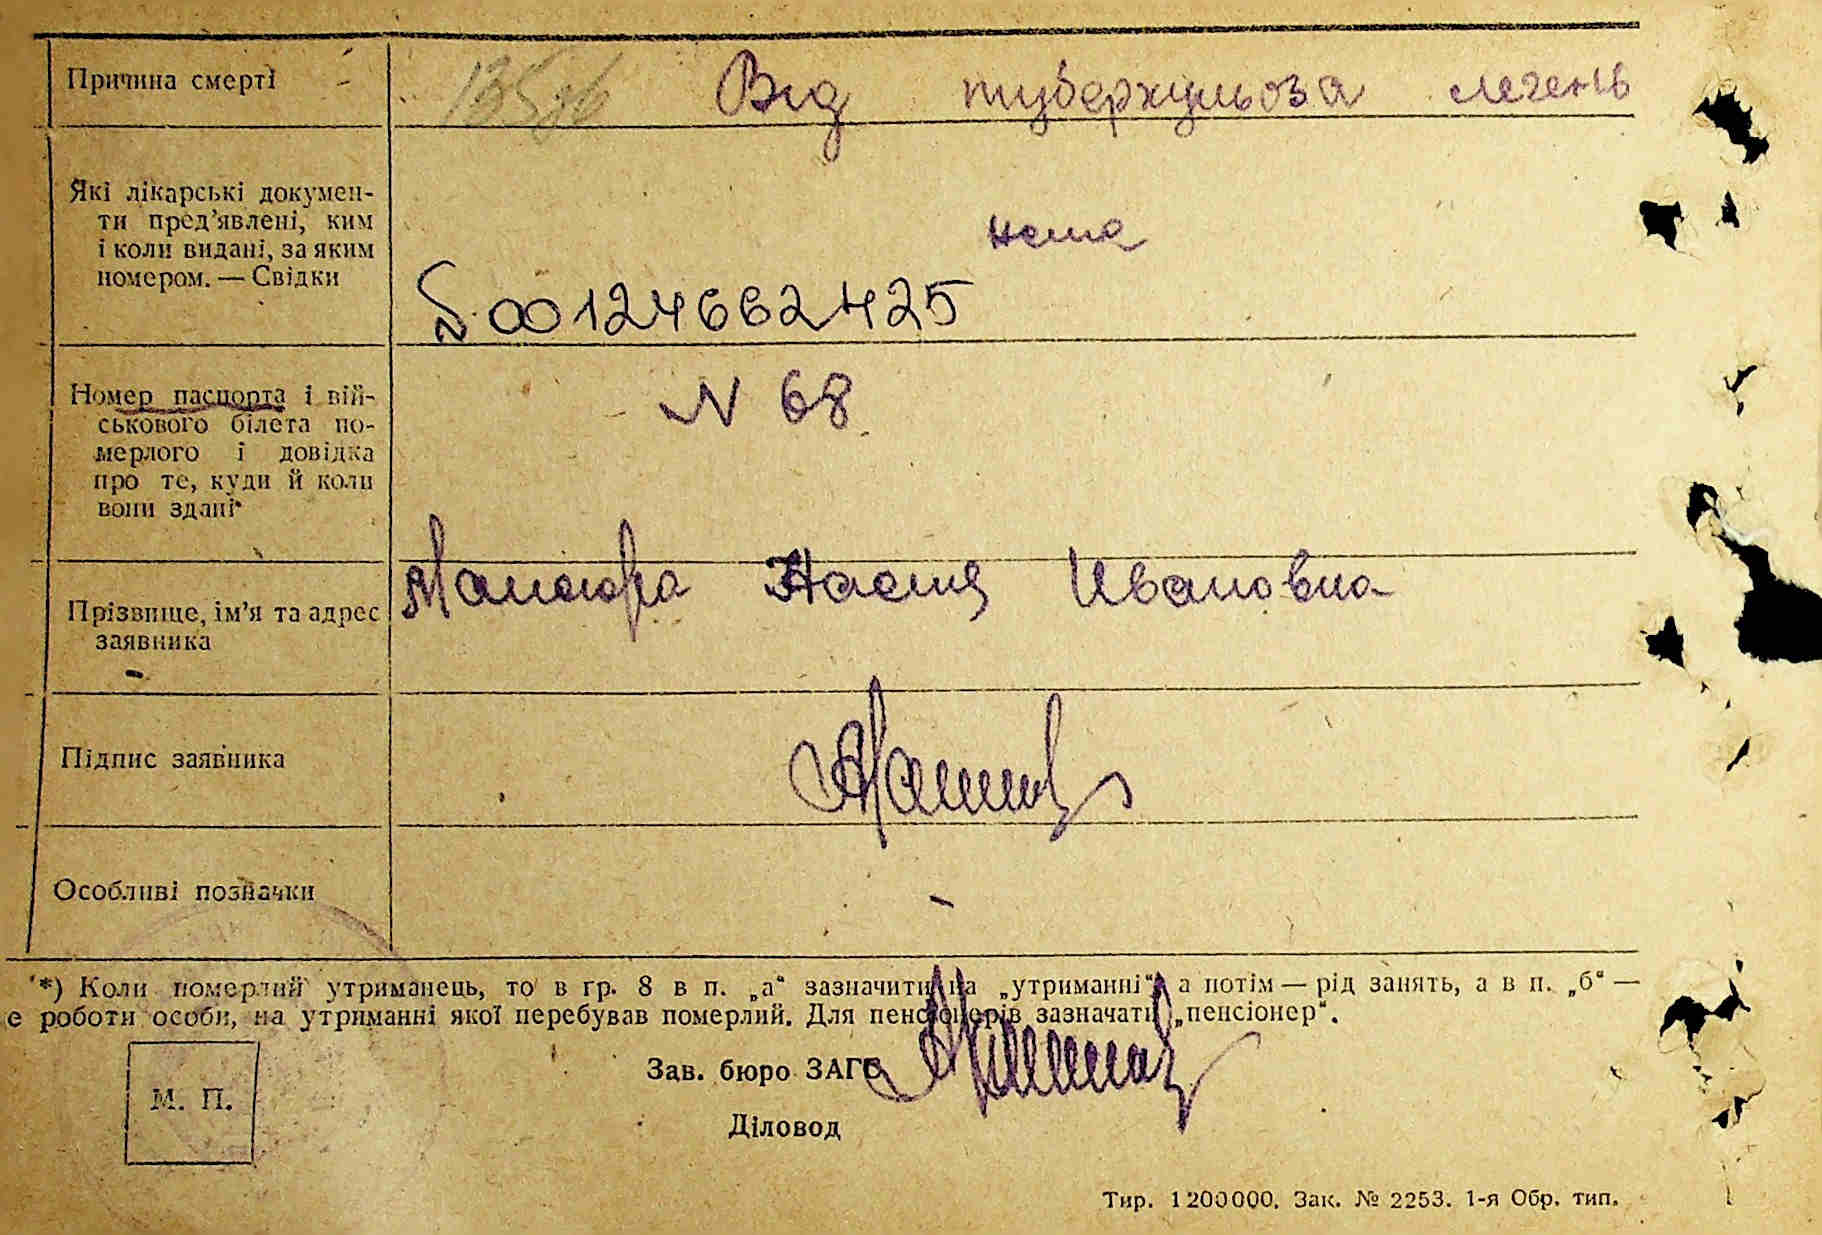 Причина смерті
Від туберкульоза легень
Які лікарські докумен-
ти пред'явлені, ким
і коли видані, за яким
номером. — Свідки
нема
00124662425
Номер паспорта і вій-
ськового білета по-
мерлого і довідка
про те, куди й коли
вони здані*
N 68
Прізвище, ім'я та адрес
заявника
Настя Ивановна
Підпис заявника
Особливі позначки
*) Коли померлий утриманець, то в гр. 8 в п. „а“ зазначити на „утриманні“, а потім — рід занять, а в п. „б“ —
е роботи особи, на утриманні якої перебував померлий. Для пенсіонерів зазначати „пенсіонер“.
Зав. бюро ЗАГС
М. П.
Діловод
Тир. 1200000. Зак. № 2253. 1-я Обр. тип.